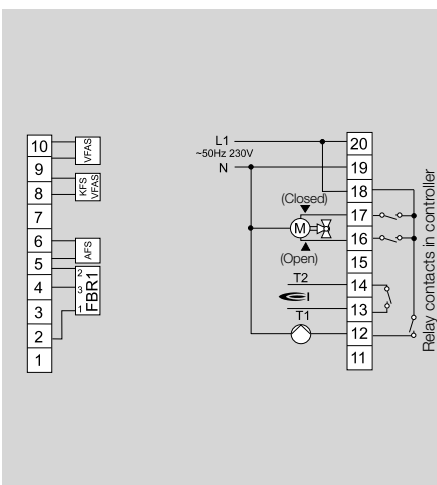 10
9
8
7
6
5
4
3
2
1
VFAS
KFS
VFAS
AFS
2
3
1
FBR1
L1
~50Hz 230V
N
(Closed)
M
(Open)
T2
T1
20
19
18
17
16
15
14
13
12
11
Relay contacts in controller